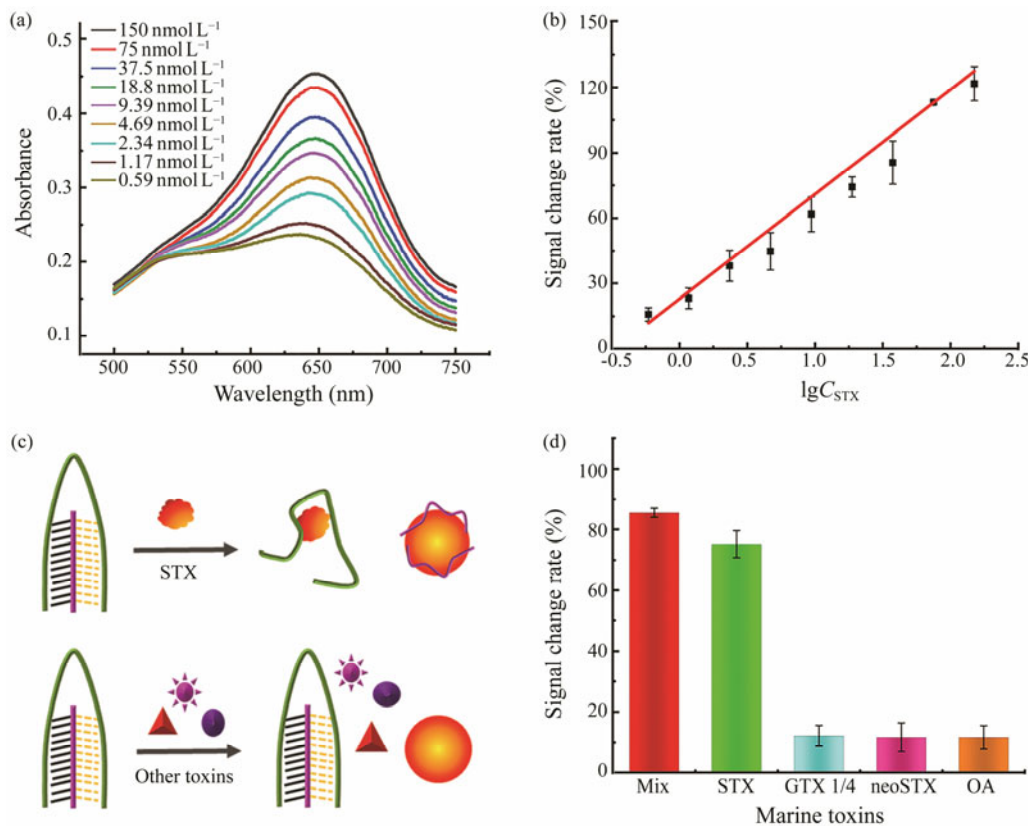 (a)
150 nmol L⁻¹
75 nmol L⁻¹
37.5 nmol L⁻¹
18.8 nmol L⁻¹
9.39 nmol L⁻¹
4.69 nmol L⁻¹
2.34 nmol L⁻¹
1.17 nmol L⁻¹
0.59 nmol L⁻¹
0.5
0.4
0.3
0.2
0.1
Absorbance
500 550 600 650 700 750
Wavelength (nm)
(b)
150
120
90
60
30
0
Signal change rate (%)
-0.5 0.0 0.5 1.0 1.5 2.0 2.5
lgC_STX
(c)
STX
Other toxins
(d)
100
80
60
40
20
0
Signal change rate (%)
Mix STX GTX 1/4 neoSTX OA
Marine toxins